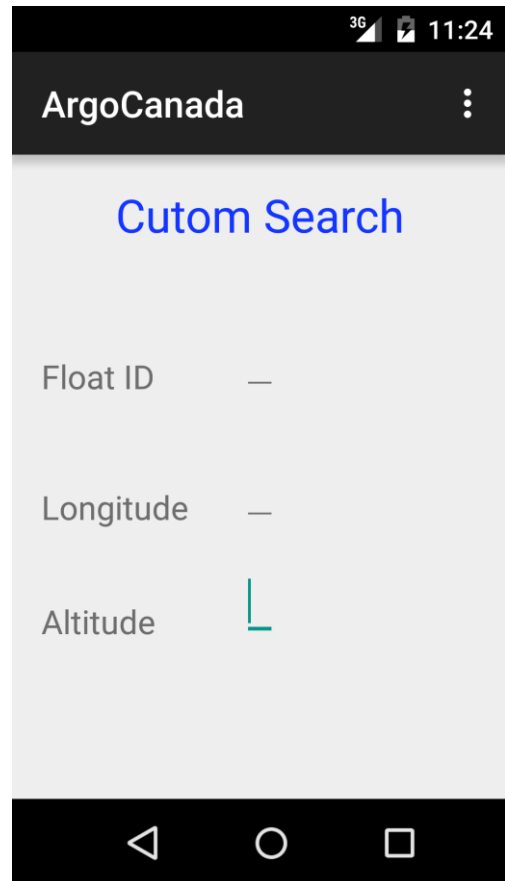 3G 11:24
ArgoCanada
Cutom Search
Float ID
Longitude
Altitude